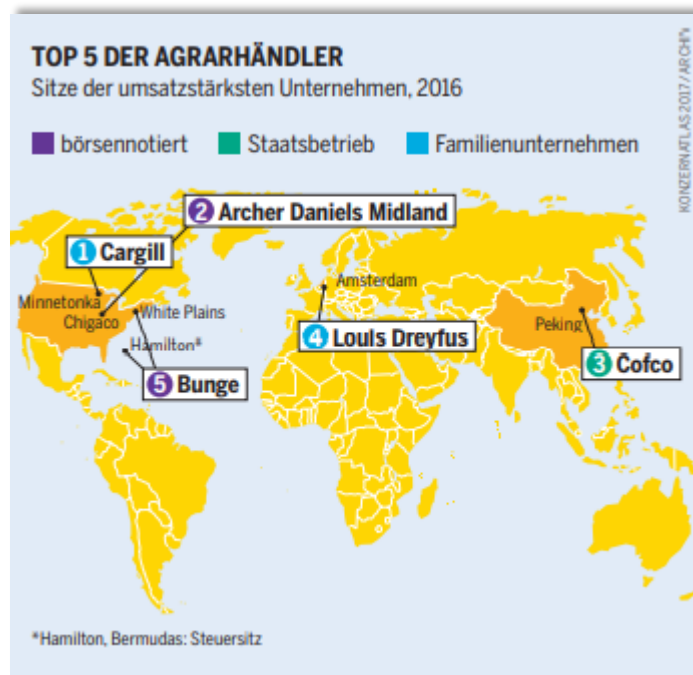 TOP 5 DER AGRARHÄNDLER
Sitze der umsatzstärksten Unternehmen, 2016
börsennotiert Staatsbetrieb Familienunternehmen
KONZERNATLAS 2017 / ARCHIV
2 Archer Daniels Midland
1 Cargill
Amsterdam
Minnetonka
White Plains
Chigaco
Peking
4 Louis Dreyfus
Hamilton*
3 Cofco
5 Bunge
*Hamilton, Bermudas: Steuersitz